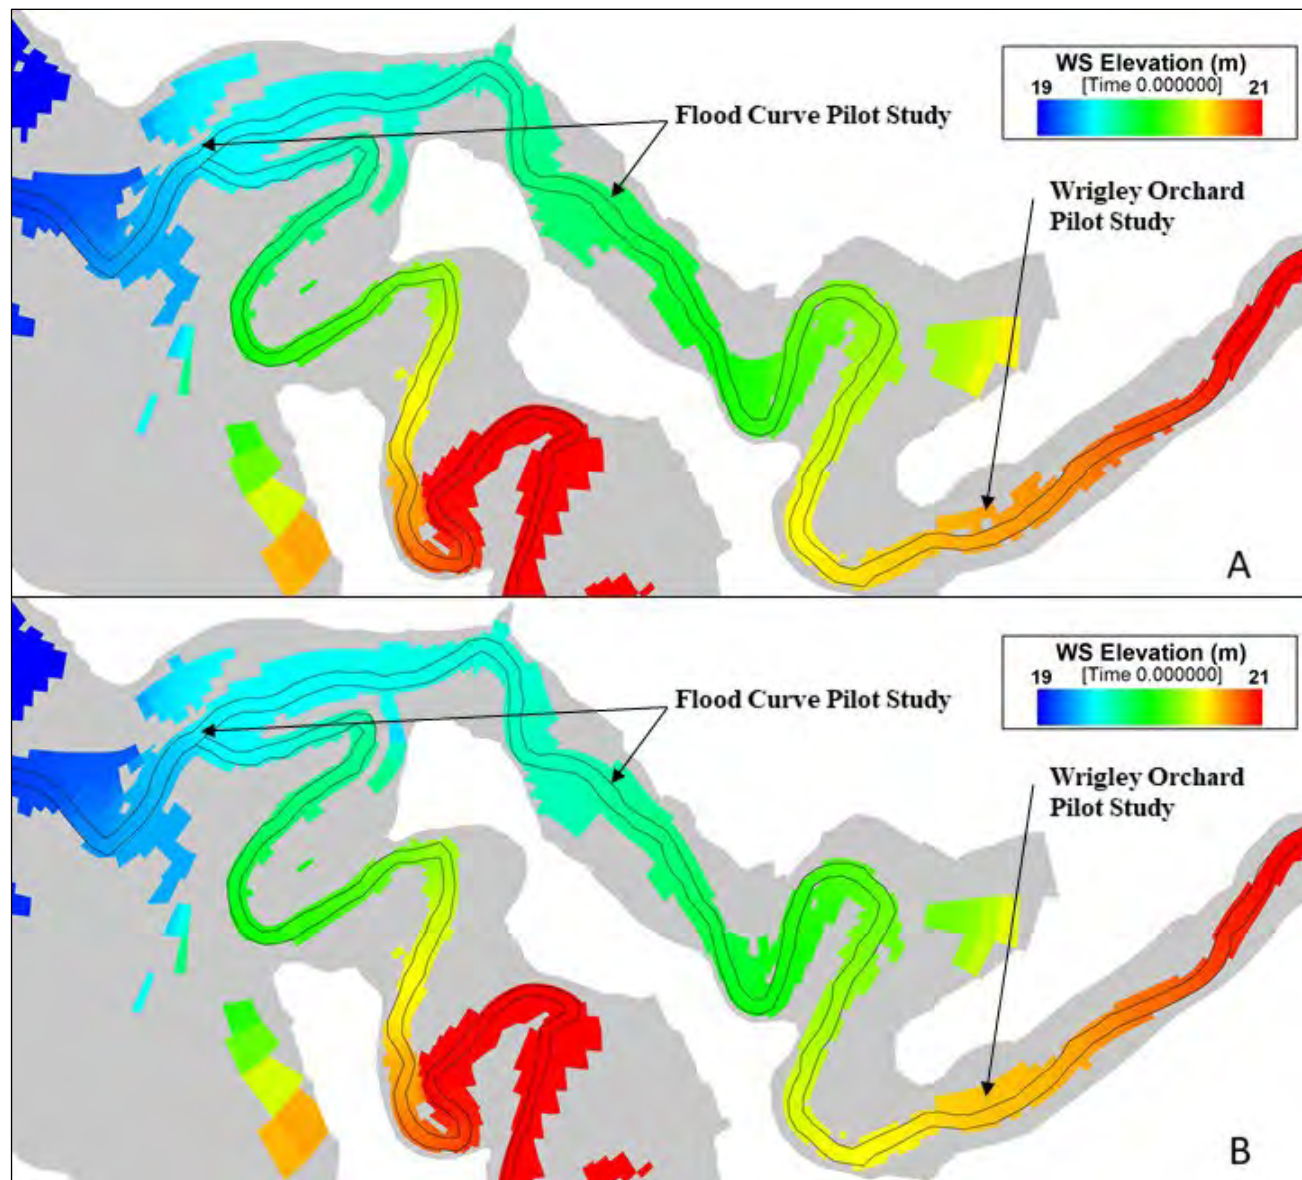 WS Elevation (m)
19 [Time 0.000000] 21
Flood Curve Pilot Study
Wrigley Orchard
Pilot Study
A
WS Elevation (m)
19 [Time 0.000000] 21
Flood Curve Pilot Study
Wrigley Orchard
Pilot Study
B